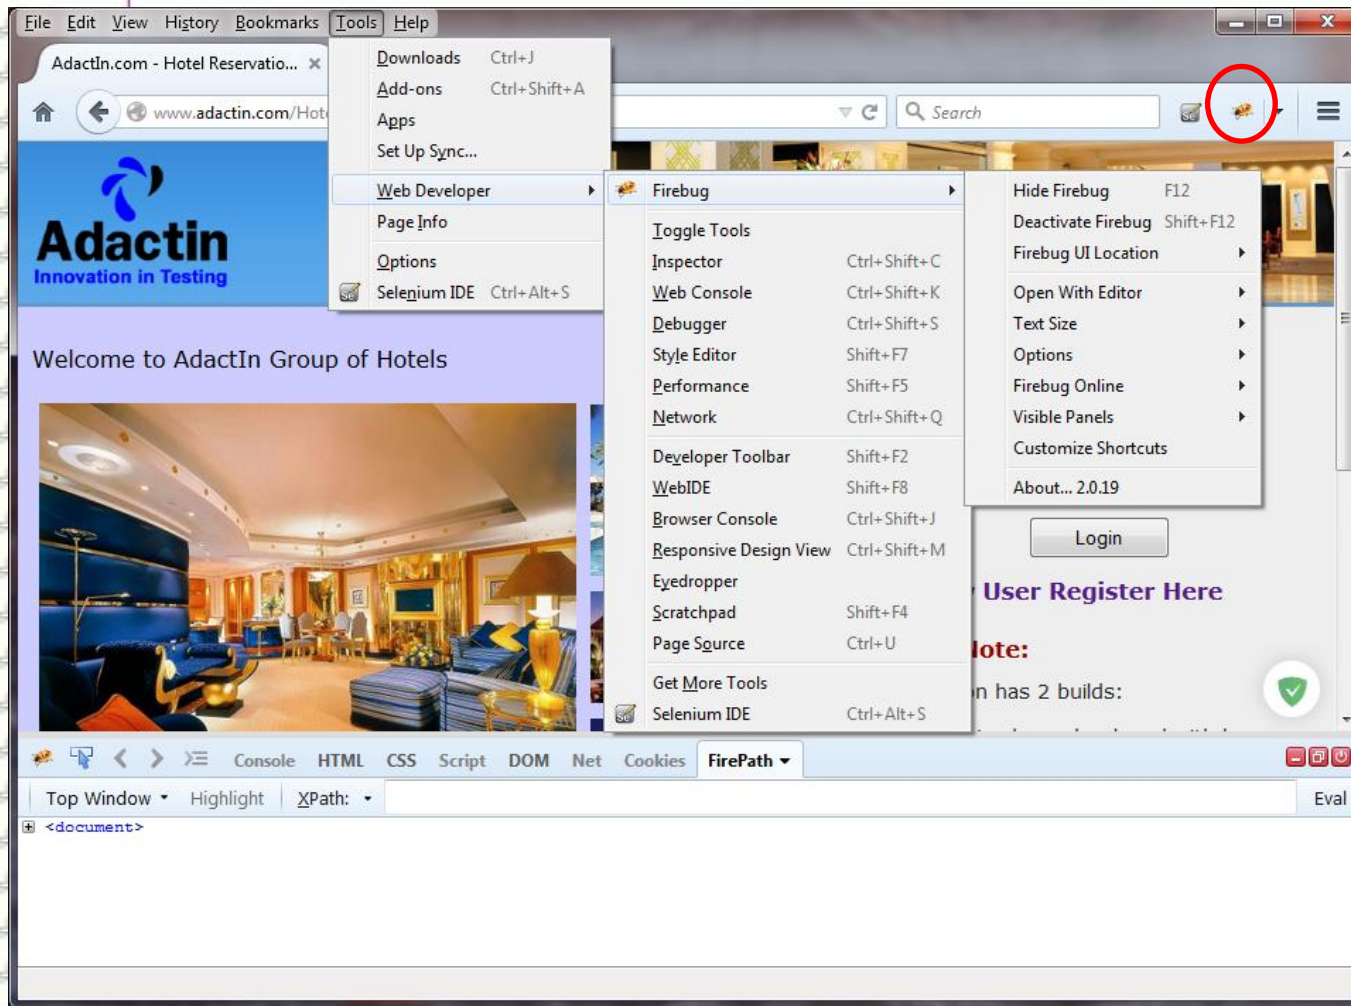 File Edit View History Bookmarks Tools Help
AdactIn.com - Hotel Reservatio... ×
www.adactin.com/Hot
Search
Downloads Ctrl+J
Add-ons Ctrl+Shift+A
Apps
Set Up Sync...
Web Developer
Page Info
Options
Selenium IDE Ctrl+Alt+S
Firebug
Toggle Tools
Inspector Ctrl+Shift+C
Web Console Ctrl+Shift+K
Debugger Ctrl+Shift+S
Style Editor Shift+F7
Performance Shift+F5
Network Ctrl+Shift+Q
Developer Toolbar Shift+F2
WebIDE Shift+F8
Browser Console Ctrl+Shift+J
Responsive Design View Ctrl+Shift+M
Eyedropper
Scratchpad Shift+F4
Page Source Ctrl+U
Get More Tools
Selenium IDE Ctrl+Alt+S
Hide Firebug F12
Deactivate Firebug Shift+F12
Firebug UI Location
Open With Editor
Text Size
Options
Firebug Online
Visible Panels
Customize Shortcuts
About... 2.0.19
Adactin
Innovation in Testing
Welcome to AdactIn Group of Hotels
Login
User Register Here
lote:
on has 2 builds:
Console HTML CSS Script DOM Net Cookies FirePath
Top Window Highlight XPath: Eval
<document>